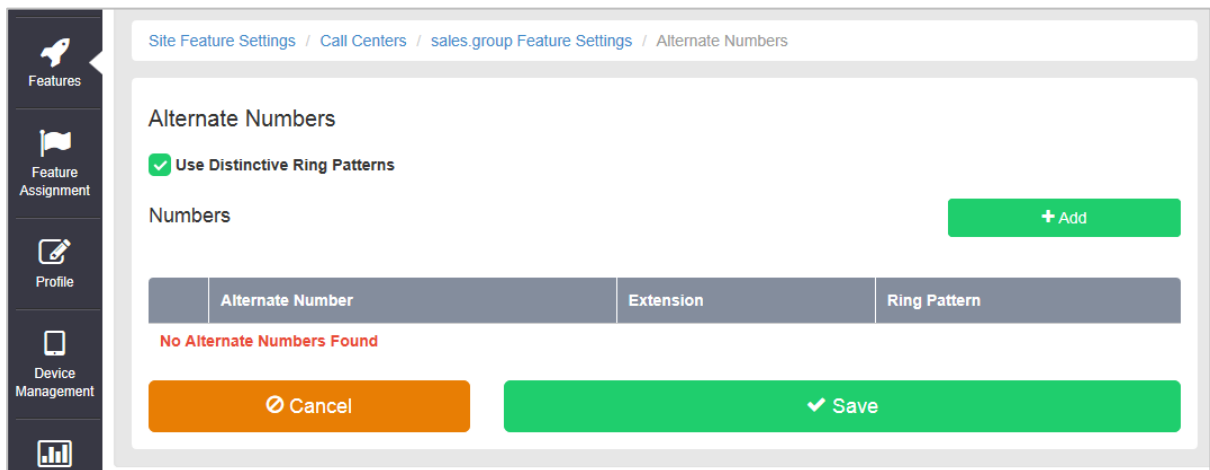 Site Feature Settings / Call Centers / sales.group Feature Settings / Alternate Numbers
Features
Feature
Assignment
Profile
Device
Management
Alternate Numbers
Use Distinctive Ring Patterns
Numbers
+ Add
Alternate Number Extension Ring Pattern
No Alternate Numbers Found
Cancel
Save